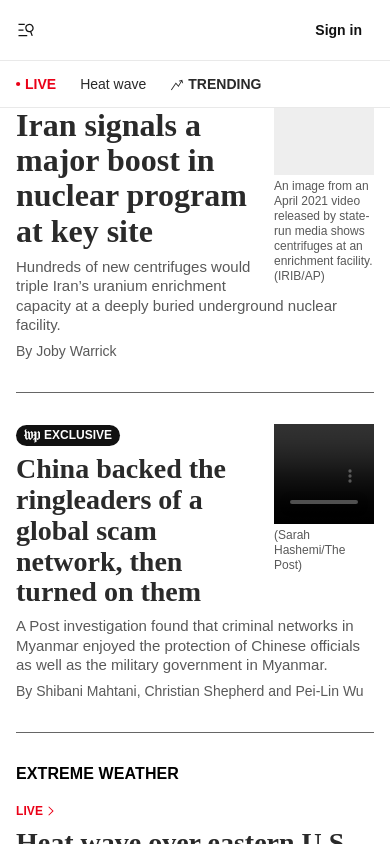 Sign in
LIVE
Heat wave
TRENDING
Iran signals a
major boost in
nuclear program
at key site
An image from an
April 2021 video
released by state-
run media shows
centrifuges at an
enrichment facility.
(IRIB/AP)
Hundreds of new centrifuges would
triple Iran’s uranium enrichment
capacity at a deeply buried underground nuclear
facility.
By Joby Warrick
wp EXCLUSIVE
China backed the
ringleaders of a
global scam
network, then
turned on them
(Sarah
Hashemi/The
Post)
A Post investigation found that criminal networks in
Myanmar enjoyed the protection of Chinese officials
as well as the military government in Myanmar.
By Shibani Mahtani, Christian Shepherd and Pei-Lin Wu
EXTREME WEATHER
LIVE
Heat wave over eastern U.S.